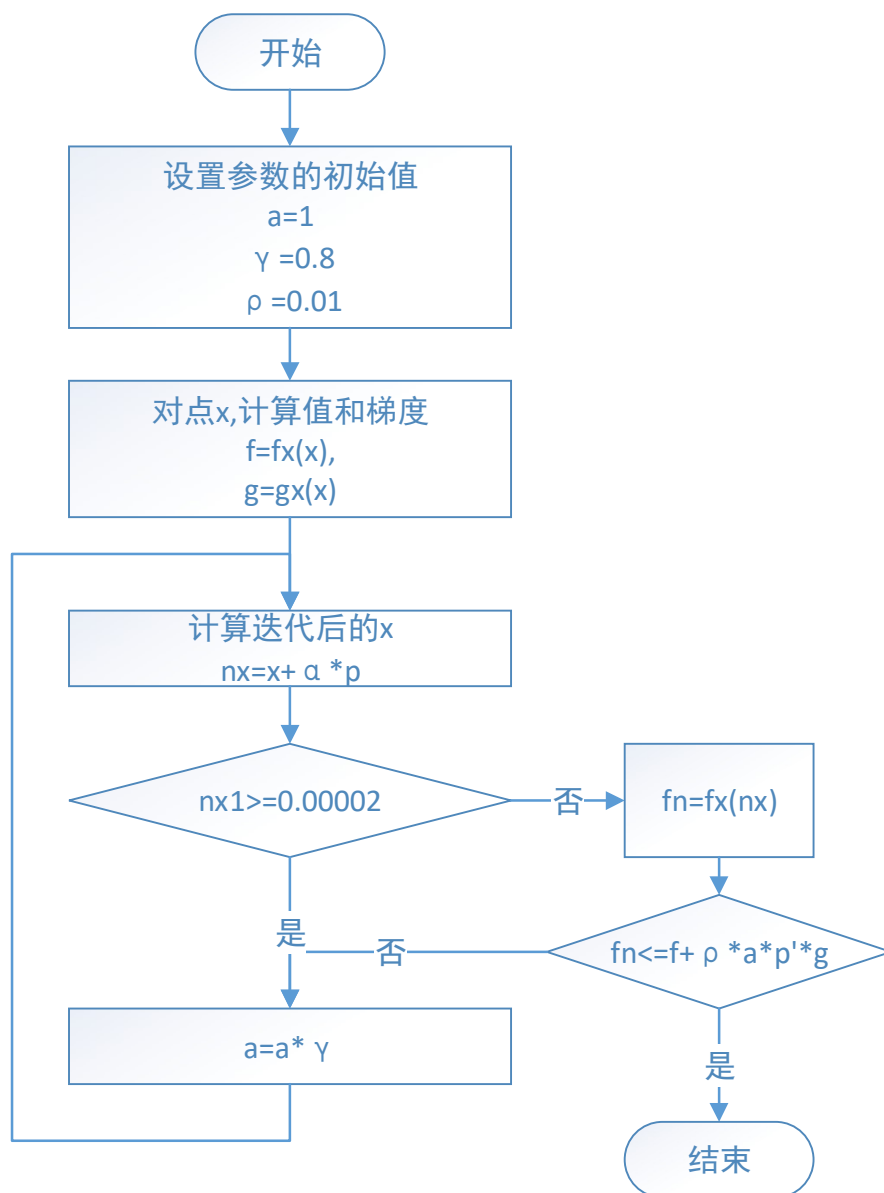 开始
设置参数的初始值
a=1
γ =0.8
ρ =0.01
对点x,计算值和梯度
f=fx(x),
g=gx(x)
计算迭代后的x
nx=x+ α *p
nx1>=0.00002
否
fn=fx(nx)
是
否
fn<=f+ ρ *a*p'*g
a=a* γ
是
结束